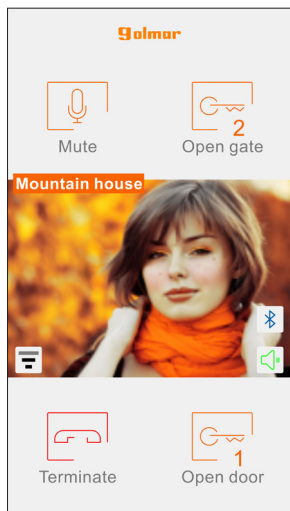 golmar
Mute
2
Open gate
Mountain house
Terminate
1
Open door